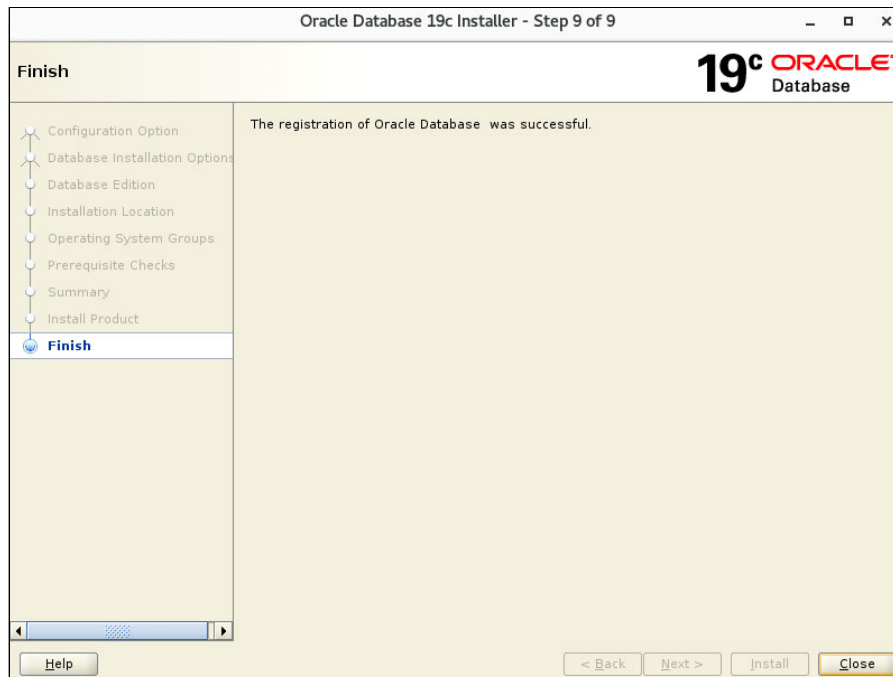 Oracle Database 19c Installer - Step 9 of 9
Finish
19c ORACLE
Database
Configuration Option
Database Installation Options
Database Edition
Installation Location
Operating System Groups
Prerequisite Checks
Summary
Install Product
Finish
The registration of Oracle Database  was successful.
Help
< Back
Next >
Install
Close